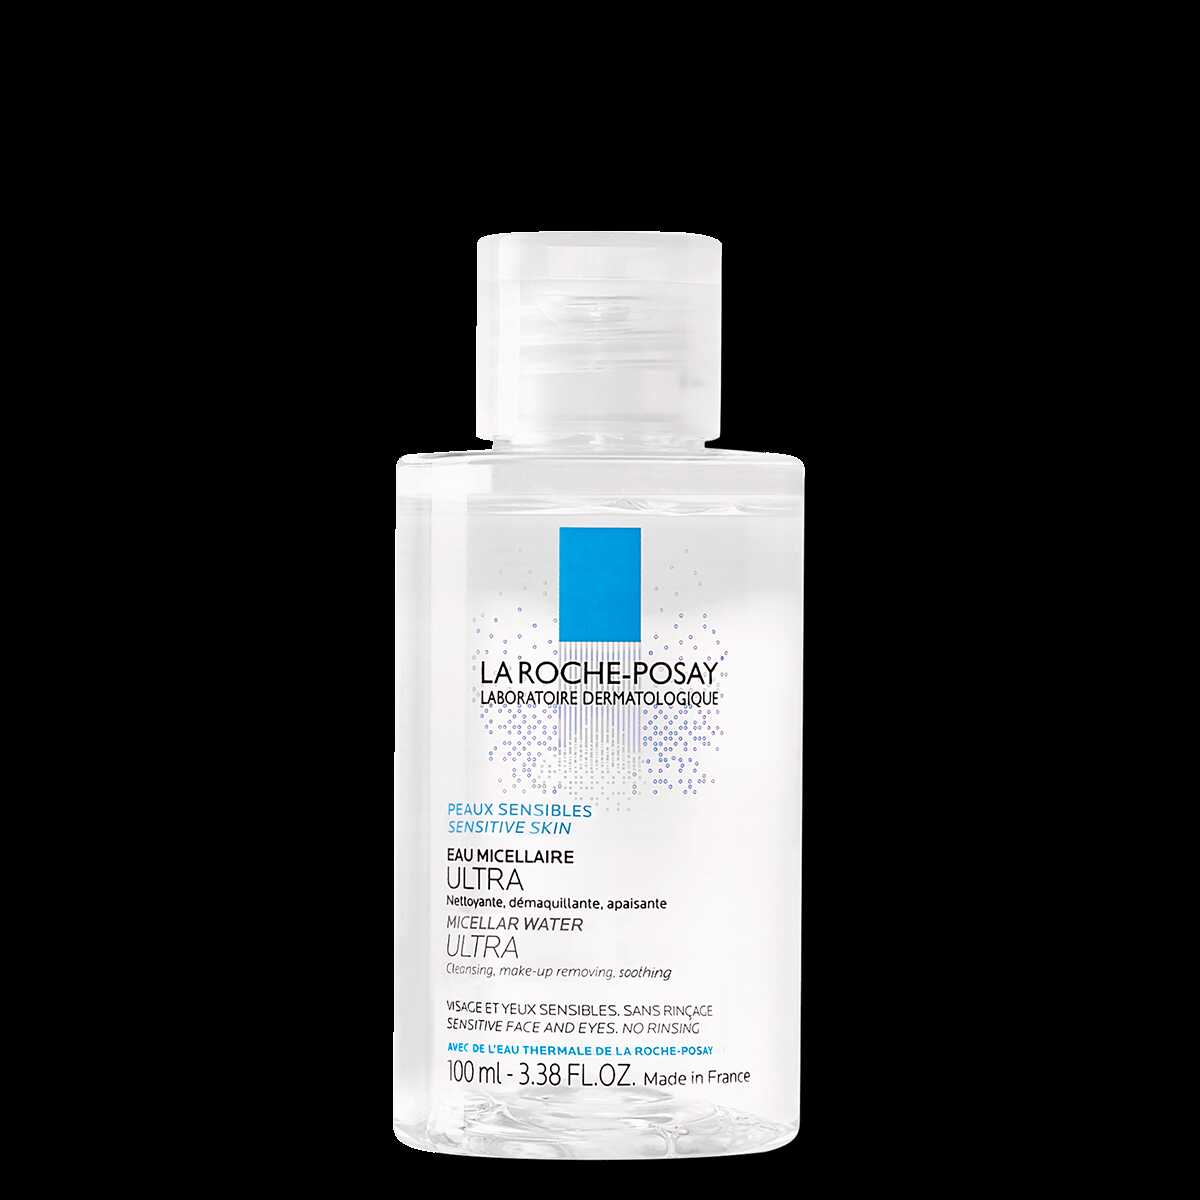 LA ROCHE-POSAY
LABORATOIRE DERMATOLOGIQUE
PEAUX SENSIBLES
SENSITIVE SKIN
EAU MICELLAIRE
ULTRA
Nettoyante, démaquillante, apaisante
MICELLAR WATER
ULTRA
Cleansing, make-up removing, soothing
VISAGE ET YEUX SENSIBLES. SANS RINÇAGE
SENSITIVE FACE AND EYES. NO RINSING
AVEC DE L'EAU THERMALE DE LA ROCHE-POSAY
100 ml - 3.38 FL.OZ. Made in France